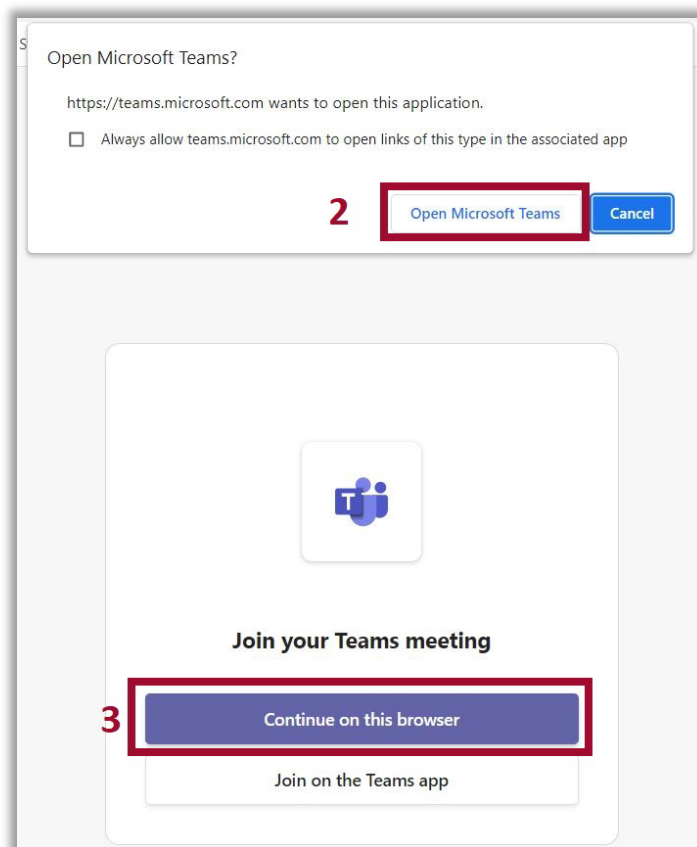 S
Open Microsoft Teams?
https://teams.microsoft.com wants to open this application.
Always allow teams.microsoft.com to open links of this type in the associated app
2 Open Microsoft Teams Cancel
T
Join your Teams meeting
3 Continue on this browser
Join on the Teams app